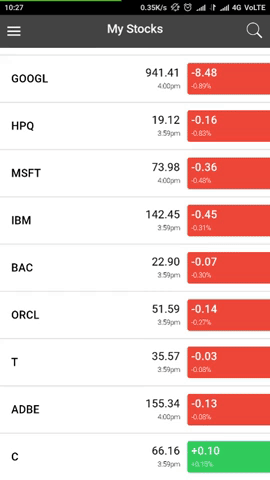 10:27 0.35K/s 4G VoLTE
My Stocks
GOOGL 941.41 -8.48
4:00pm -0.89%
HPQ 19.12 -0.16
3:59pm -0.83%
MSFT 73.98 -0.36
4:00pm -0.48%
IBM 142.45 -0.45
3:59pm -0.31%
BAC 22.90 -0.07
3:59pm -0.30%
ORCL 51.59 -0.14
3:59pm -0.27%
T 35.57 -0.03
3:59pm -0.08%
ADBE 155.34 -0.13
4:00pm -0.08%
C 66.16 +0.10
3:59pm +0.15%